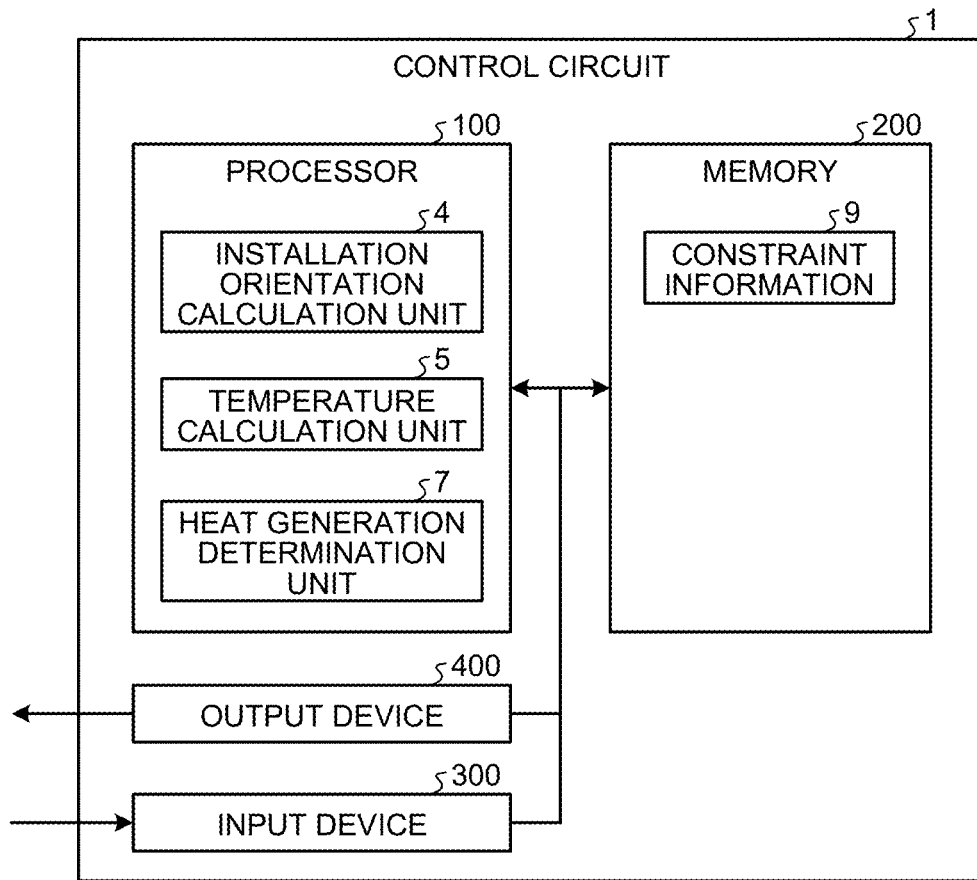 1
CONTROL CIRCUIT
100
PROCESSOR
4
INSTALLATION
ORIENTATION
CALCULATION UNIT
5
TEMPERATURE
CALCULATION UNIT
7
HEAT GENERATION
DETERMINATION
UNIT
200
MEMORY
9
CONSTRAINT
INFORMATION
400
OUTPUT DEVICE
300
INPUT DEVICE